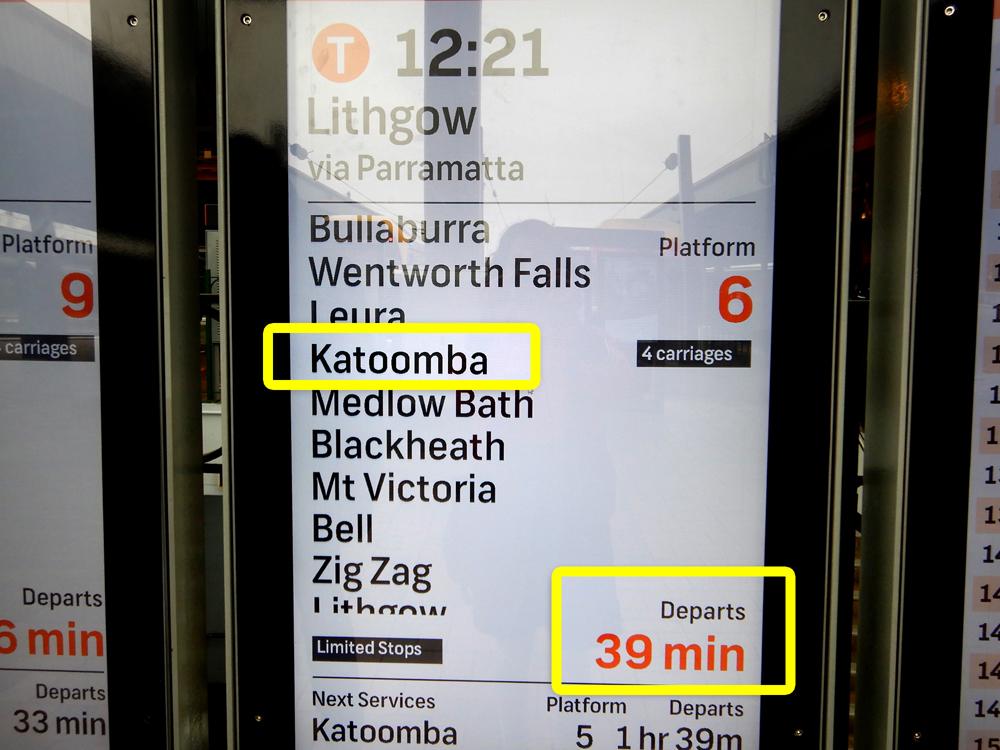 T 12:21
Lithgow
via Parramatta
Bullaburra
Wentworth Falls
Leura
Katoomba
Medlow Bath
Blackheath
Mt Victoria
Bell
Zig Zag
Lithgow
Limited Stops
Platform
6
4 carriages
Departs
39 min
Next Services Platform Departs
Katoomba 5 1 hr 39m
Platform
9
carriages
Departs
6 min
Departs
33 min